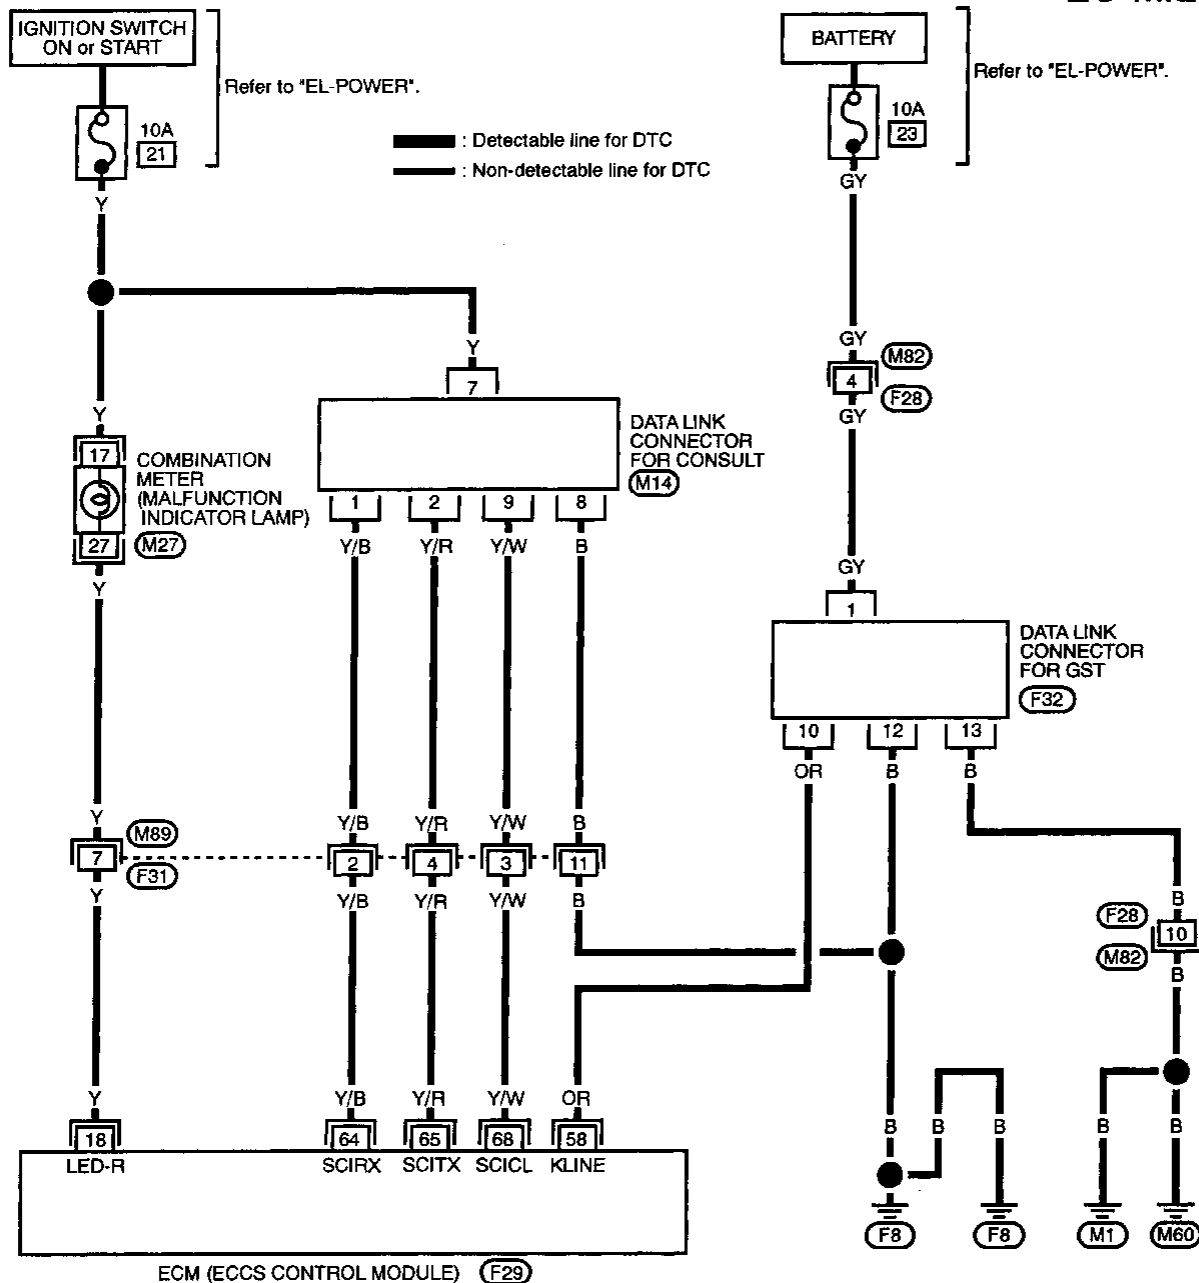 IGNITION SWITCH
ON or START
BATTERY
Refer to "EL-POWER".
Refer to "EL-POWER".
10A
21
10A
23
: Detectable line for DTC
: Non-detectable line for DTC
Y
GY
Y
7
GY
M82
4
F28
GY
Y
17
COMBINATION
METER
(MALFUNCTION
INDICATOR LAMP)
27
M27
Y
DATA LINK
CONNECTOR
FOR CONSULT
M14
1
2
9
8
Y/B
Y/R
Y/W
B
GY
1
DATA LINK
CONNECTOR
FOR GST
F32
10
12
13
OR
B
B
Y
M89
7
F31
Y
Y/B
Y/R
Y/W
B
2
4
3
11
Y/B
Y/R
Y/W
B
B
F28
10
M82
B
Y
Y/B
Y/R
Y/W
OR
18
64
65
68
58
LED-R
SCIRX
SCITX
SCICL
KLINE
B
B
B
B
B
F8
F8
M1
M60
ECM (ECCS CONTROL MODULE)
F29